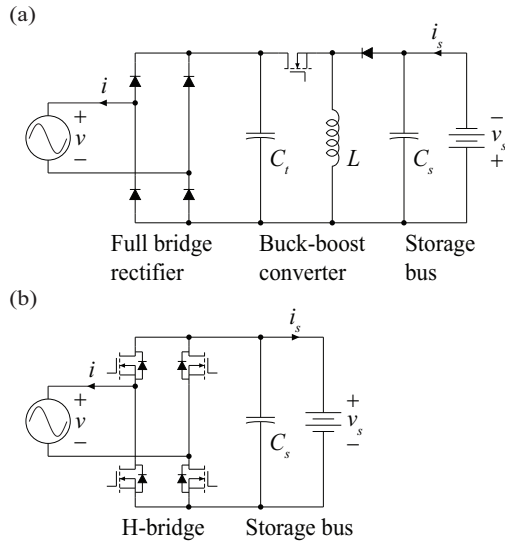 (a)
i
+
v
−
C_t
L
C_s
i_s
−
v_s
+
Full bridge rectifier
Buck-boost converter
Storage bus
(b)
i
+
v
−
C_s
i_s
+
v_s
−
H-bridge
Storage bus